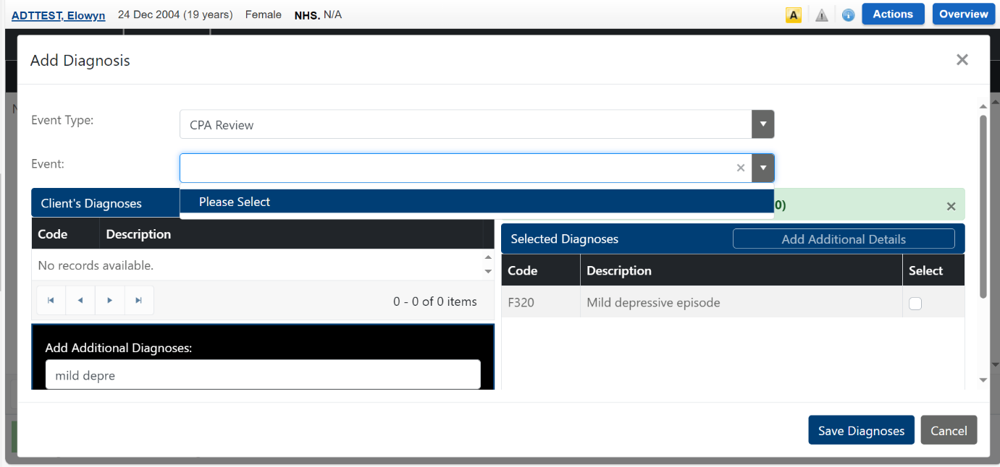 ADTTEST, Elowyn 24 Dec 2004 (19 years) Female NHS. N/A A Actions Overview
Add Diagnosis
Event Type: CPA Review
Event:
Please Select
Client's Diagnoses 0)
Code Description
No records available.
0 - 0 of 0 items
Add Additional Diagnoses:
mild depre
Selected Diagnoses Add Additional Details
Code Description Select
F320 Mild depressive episode
Save Diagnoses Cancel